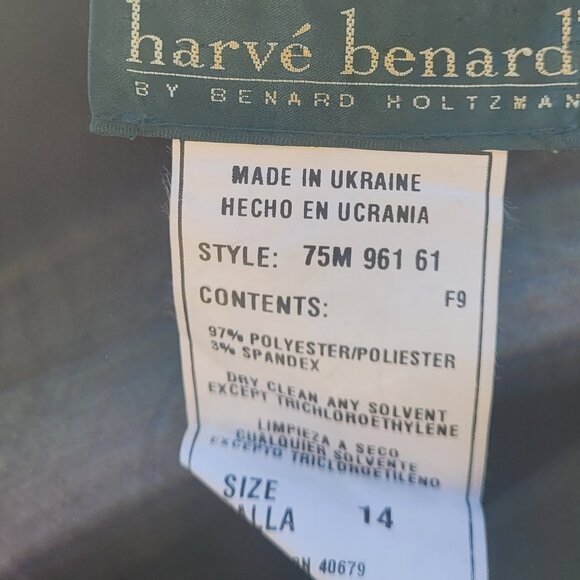 harvé benard
BY BENARD HOLTZMAN
MADE IN UKRAINE
HECHO EN UCRANIA
STYLE: 75M 961 61
CONTENTS: F9
97% POLYESTER/POLIESTER
3% SPANDEX
DRY CLEAN ANY SOLVENT
EXCEPT TRICHLOROETHYLENE
LIMPIEZA A SECO
CUALQUIER SOLVENTE
EXCEPTO TRICLOROETILENO
SIZE
ALLA 14
N 40679